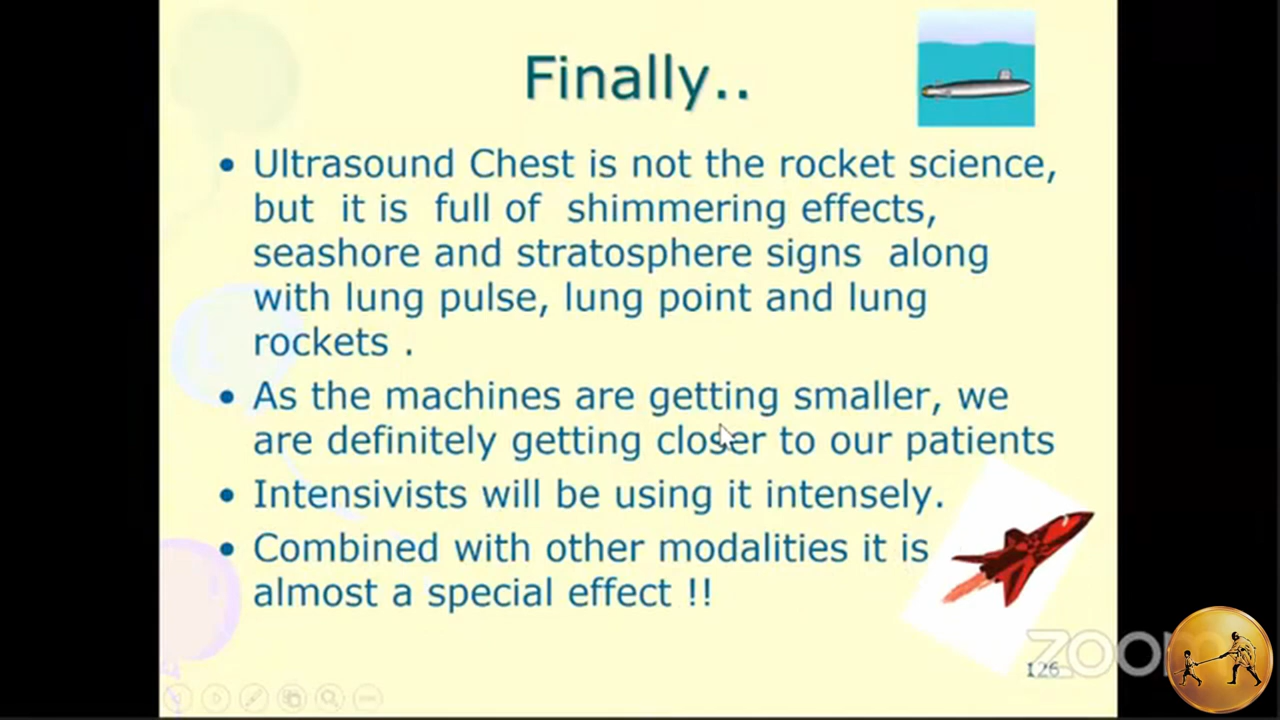 Finally..
• Ultrasound Chest is not the rocket science,
but it is full of shimmering effects,
seashore and stratosphere signs along
with lung pulse, lung point and lung
rockets .
• As the machines are getting smaller, we
are definitely getting closer to our patients
• Intensivists will be using it intensely.
• Combined with other modalities it is
almost a special effect !!
zoom
126